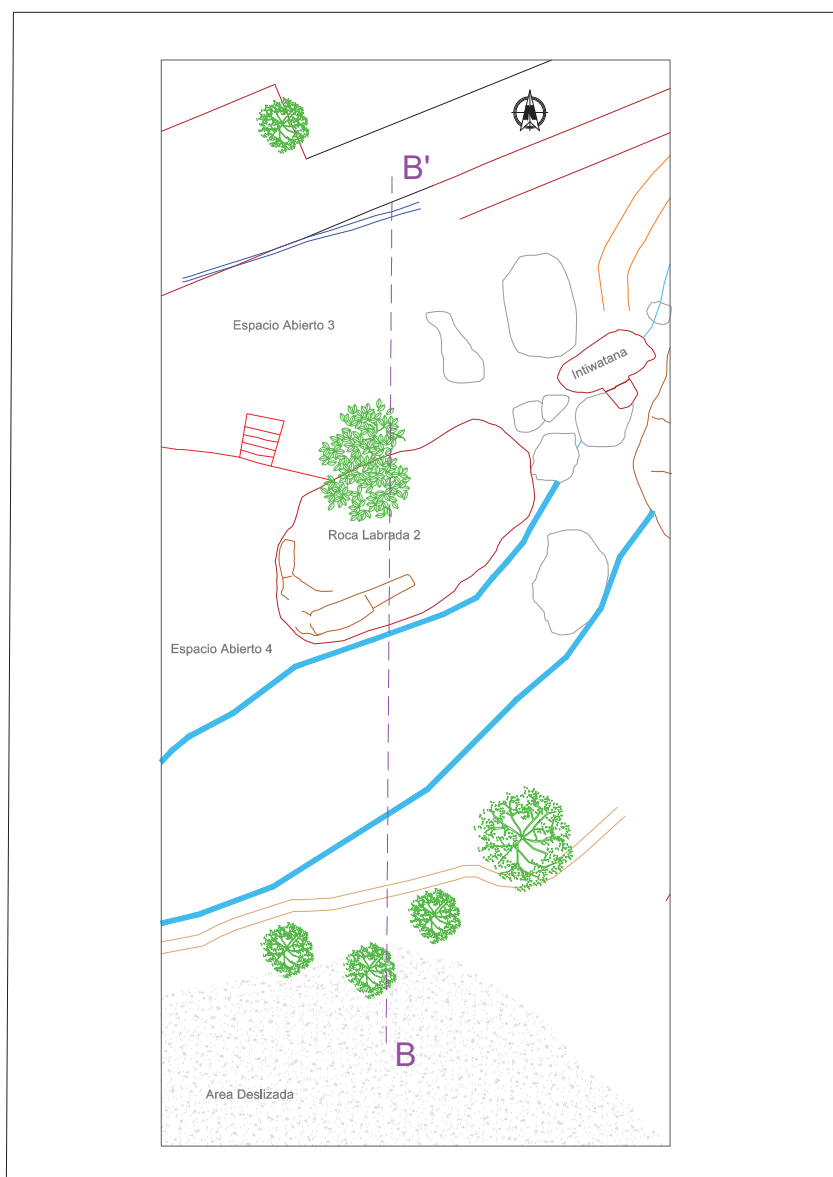 B'
Espacio Abierto 3
Intiwatana
Roca Labrada 2
Espacio Abierto 4
B
Area Deslizada